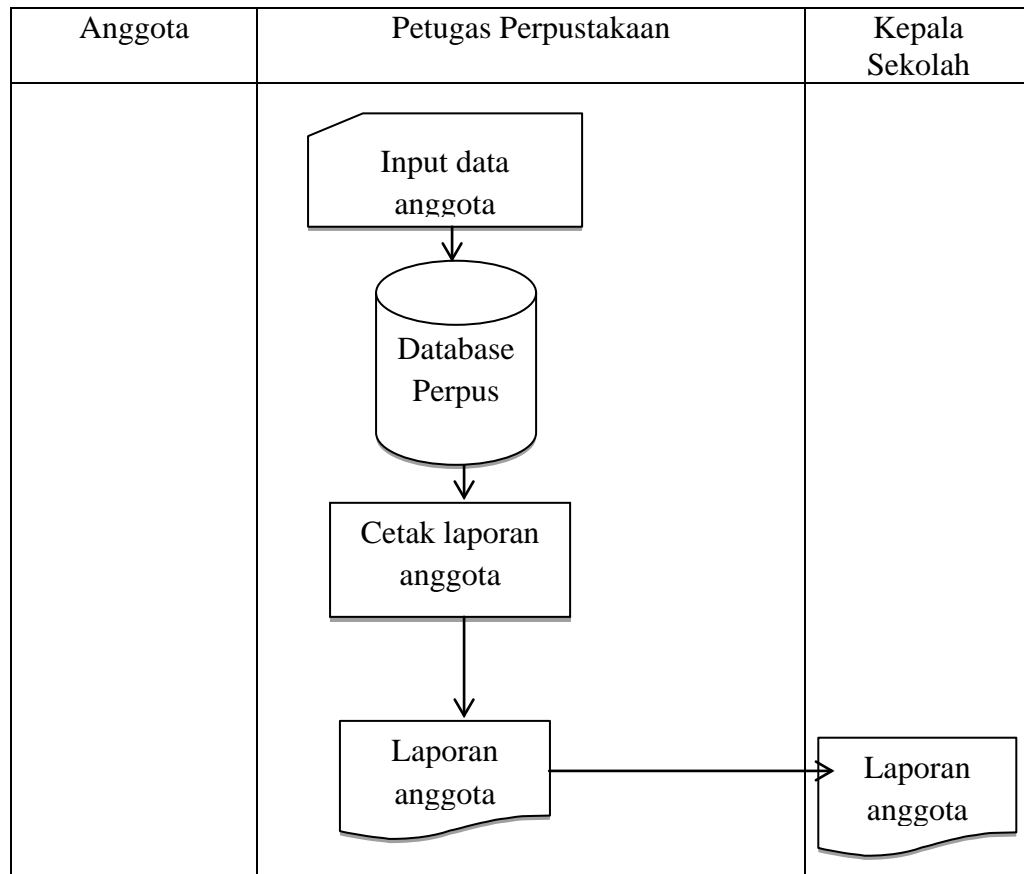 Anggota
Petugas Perpustakaan
Kepala
Sekolah
Input data
anggota
Database
Perpus
Cetak laporan
anggota
Laporan
anggota
Laporan
anggota